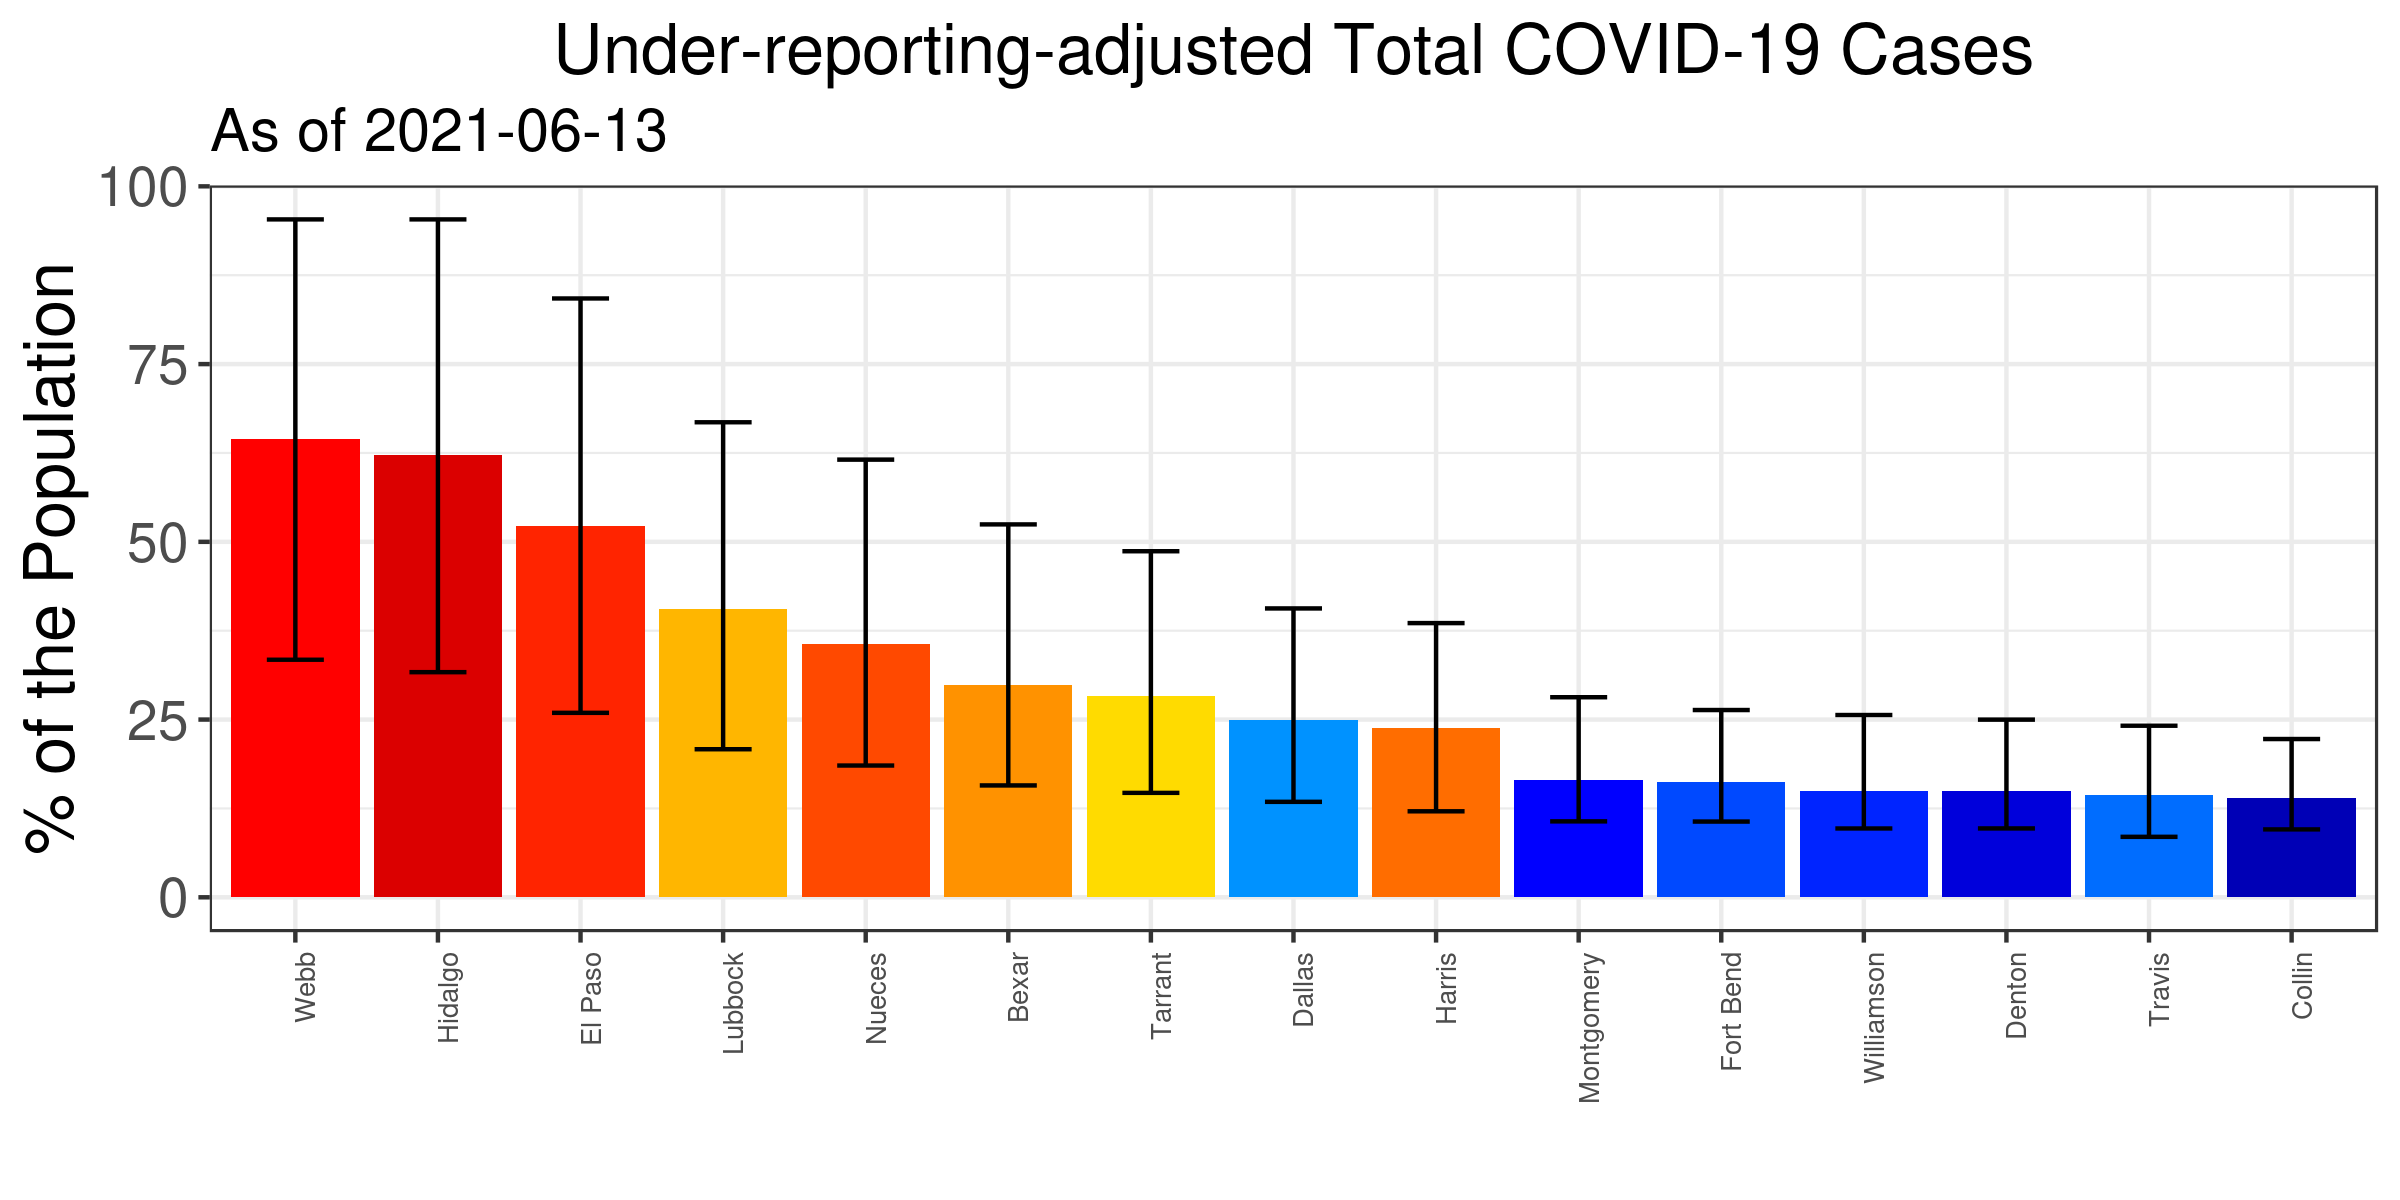 Under-reporting-adjusted Total COVID-19 Cases
As of 2021-06-13
% of the Population
100
75
50
25
0
Webb
Hidalgo
El Paso
Lubbock
Nueces
Bexar
Tarrant
Dallas
Harris
Montgomery
Fort Bend
Williamson
Denton
Travis
Collin